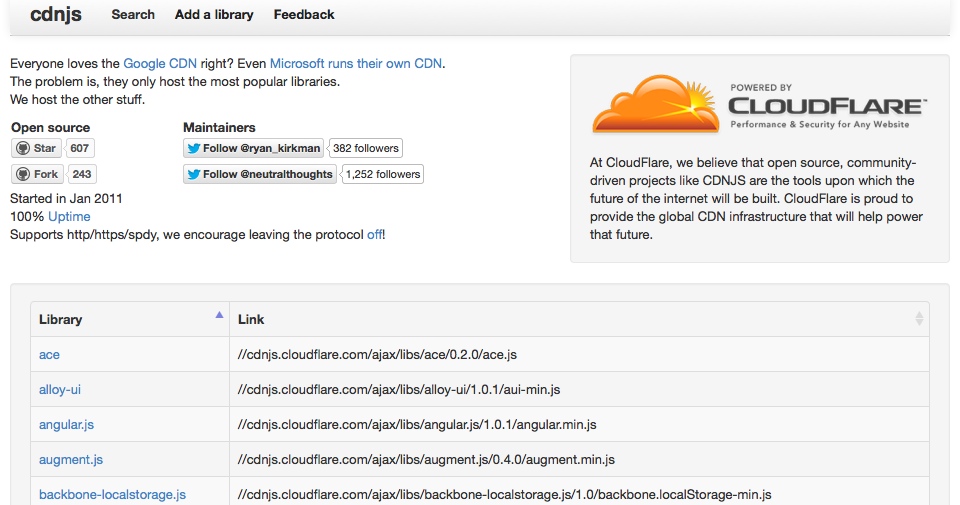 cdnjs Search Add a library Feedback
Everyone loves the Google CDN right? Even Microsoft runs their own CDN.
The problem is, they only host the most popular libraries.
We host the other stuff.
Open source Maintainers
Star 607 Follow @ryan_kirkman 382 followers
Fork 243 Follow @neutralthoughts 1,252 followers
Started in Jan 2011
100% Uptime
Supports http/https/spdy, we encourage leaving the protocol off!
POWERED BY
CLOUDFLARE™
Performance & Security for Any Website
At CloudFlare, we believe that open source, community-
driven projects like CDNJS are the tools upon which the
future of the internet will be built. CloudFlare is proud to
provide the global CDN infrastructure that will help power
that future.
Library Link
ace //cdnjs.cloudflare.com/ajax/libs/ace/0.2.0/ace.js
alloy-ui //cdnjs.cloudflare.com/ajax/libs/alloy-ui/1.0.1/aui-min.js
angular.js //cdnjs.cloudflare.com/ajax/libs/angular.js/1.0.1/angular.min.js
augment.js //cdnjs.cloudflare.com/ajax/libs/augment.js/0.4.0/augment.min.js
backbone-localstorage.js //cdnjs.cloudflare.com/ajax/libs/backbone-localstorage.js/1.0/backbone.localStorage-min.js